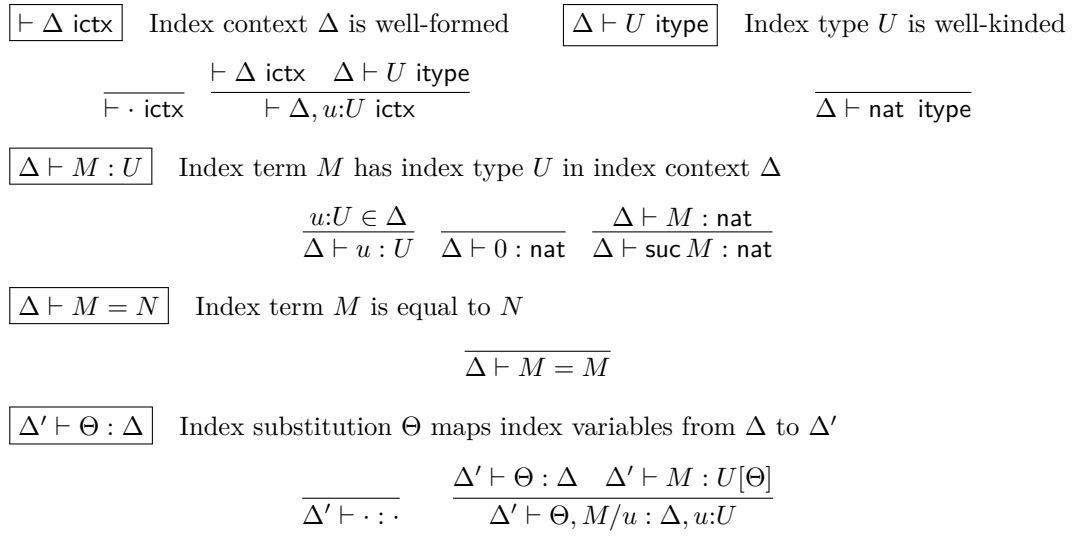 ⊢ Δ ictx Index context Δ is well-formed Δ ⊢ U itype Index type U is well-kinded
⊢ Δ ictx Δ ⊢ U itype
⊢ · ictx ⊢ Δ, u:U ictx Δ ⊢ nat itype
Δ ⊢ M : U Index term M has index type U in index context Δ
u:U ∈ Δ Δ ⊢ M : nat
Δ ⊢ u : U Δ ⊢ 0 : nat Δ ⊢ suc M : nat
Δ ⊢ M = N Index term M is equal to N
Δ ⊢ M = M
Δ′ ⊢ Θ : Δ Index substitution Θ maps index variables from Δ to Δ′
Δ′ ⊢ Θ : Δ Δ′ ⊢ M : U[Θ]
Δ′ ⊢ · : · Δ′ ⊢ Θ, M/u : Δ, u:U